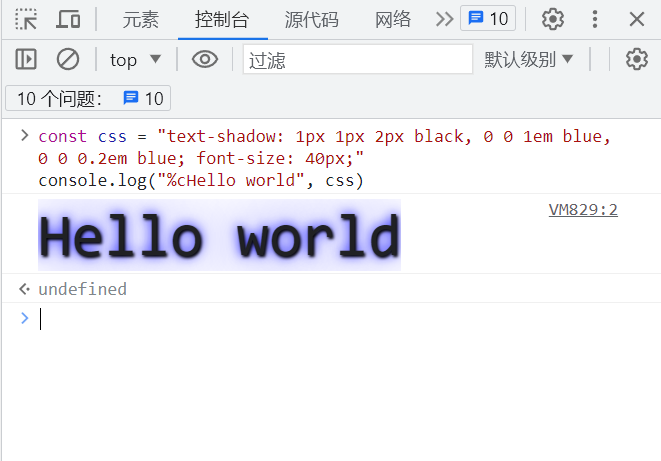 元素 控制台 源代码 网络 10
top 过滤 默认级别
10 个问题： 10
const css = "text-shadow: 1px 1px 2px black, 0 0 1em blue,
0 0 0.2em blue; font-size: 40px;"
console.log("%cHello world", css)
Hello world VM829:2
undefined